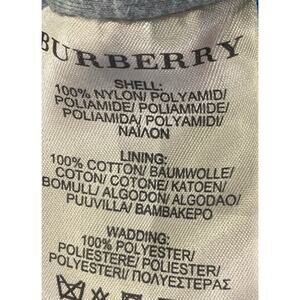 BURBERRY
SHELL:
100% NYLON/ POLYAMID/
POLIAMIDE/ POLIAMMIDE/
POLIAMIDA/ POLYAMIDI/
ΝΑΪΛΟΝ
LINING:
100% COTTON/ BAUMWOLLE/
COTON/ COTONE/ KATOEN/
BOMULL/ ALGODON/ ALGODAO/
PUUVILLA/ ΒΑΜΒΑΚΕΡΟ
WADDING:
100% POLYESTER/
POLIESTERE/ POLIESTER/
POLYESTERI/ ΠΟΛΥΕΣΤΕΡΑΣ